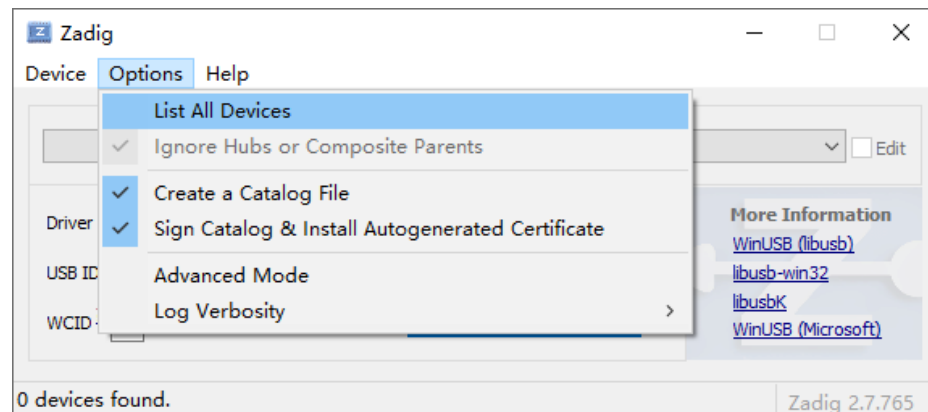 Zadig
Device Options Help
List All Devices
Ignore Hubs or Composite Parents
Edit
Create a Catalog File
Sign Catalog & Install Autogenerated Certificate
Advanced Mode
Log Verbosity
Driver
USB ID
WCID
More Information
WinUSB (libusb)
libusb-win32
libusbK
WinUSB (Microsoft)
0 devices found.
Zadig 2.7.765